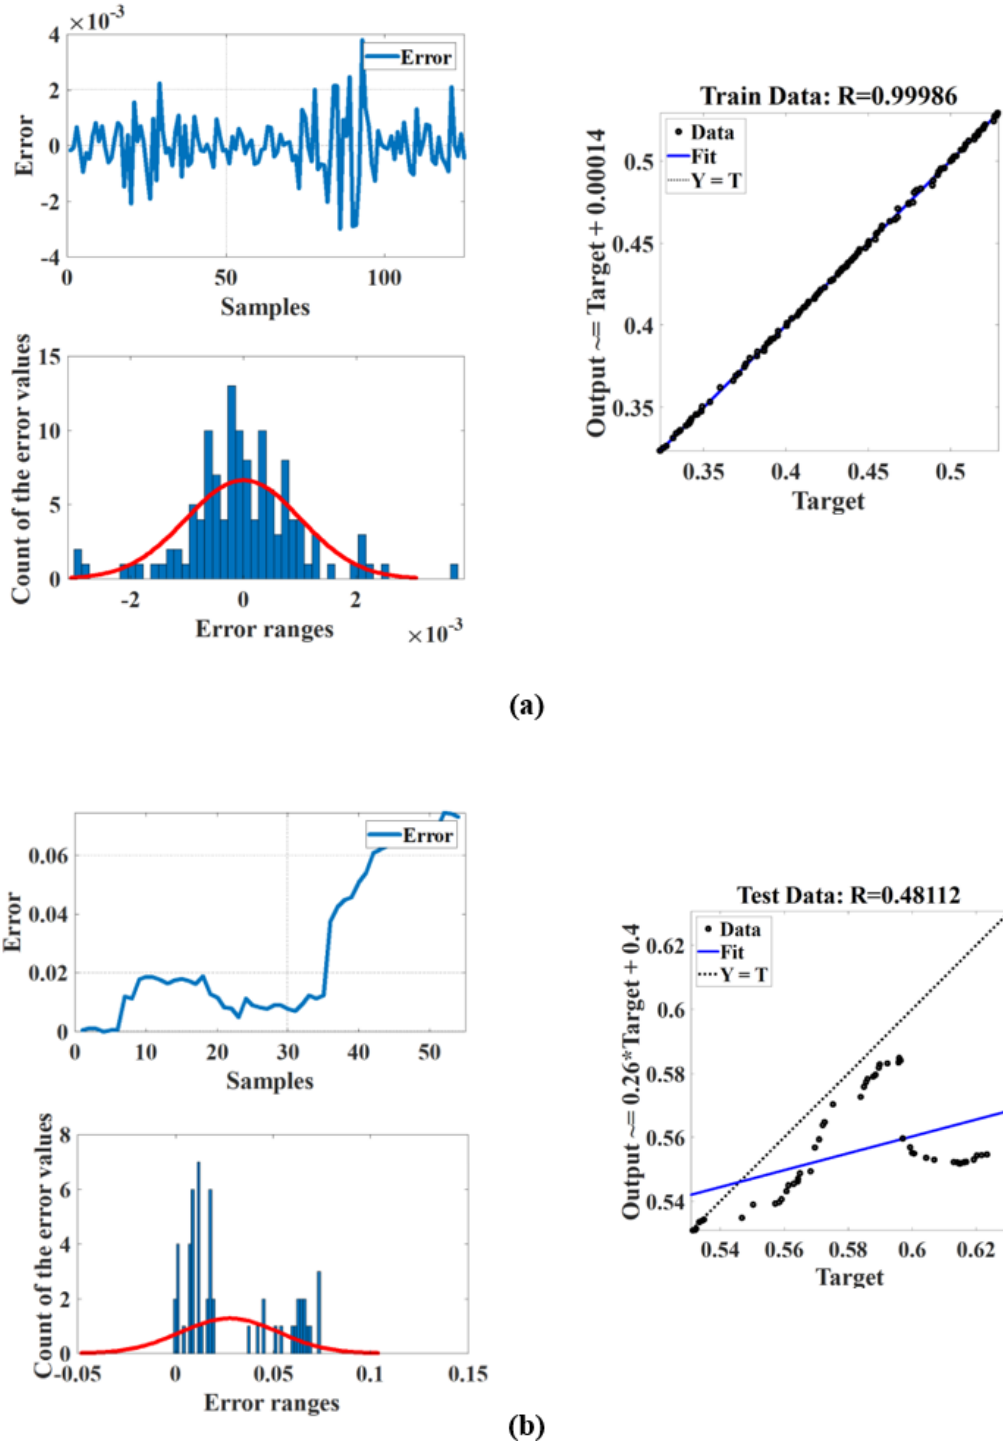 ×10⁻³
4
2
0
-2
-4
Error
Error
0
50
100
Samples
Train Data: R=0.99986
Data
Fit
Y = T
0.5
0.45
0.4
0.35
Output ~= Target + 0.00014
0.35
0.4
0.45
0.5
Target
15
10
5
0
Count of the error values
-2
0
2
Error ranges
×10⁻³
(a)
0.06
0.04
0.02
0
Error
Error
0
10
20
30
40
50
Samples
Test Data: R=0.48112
Data
Fit
Y = T
0.62
0.6
0.58
0.56
0.54
Output ~= 0.26*Target + 0.4
0.54
0.56
0.58
0.6
0.62
Target
8
6
4
2
0
Count of the error values
-0.05
0
0.05
0.1
0.15
Error ranges
(b)